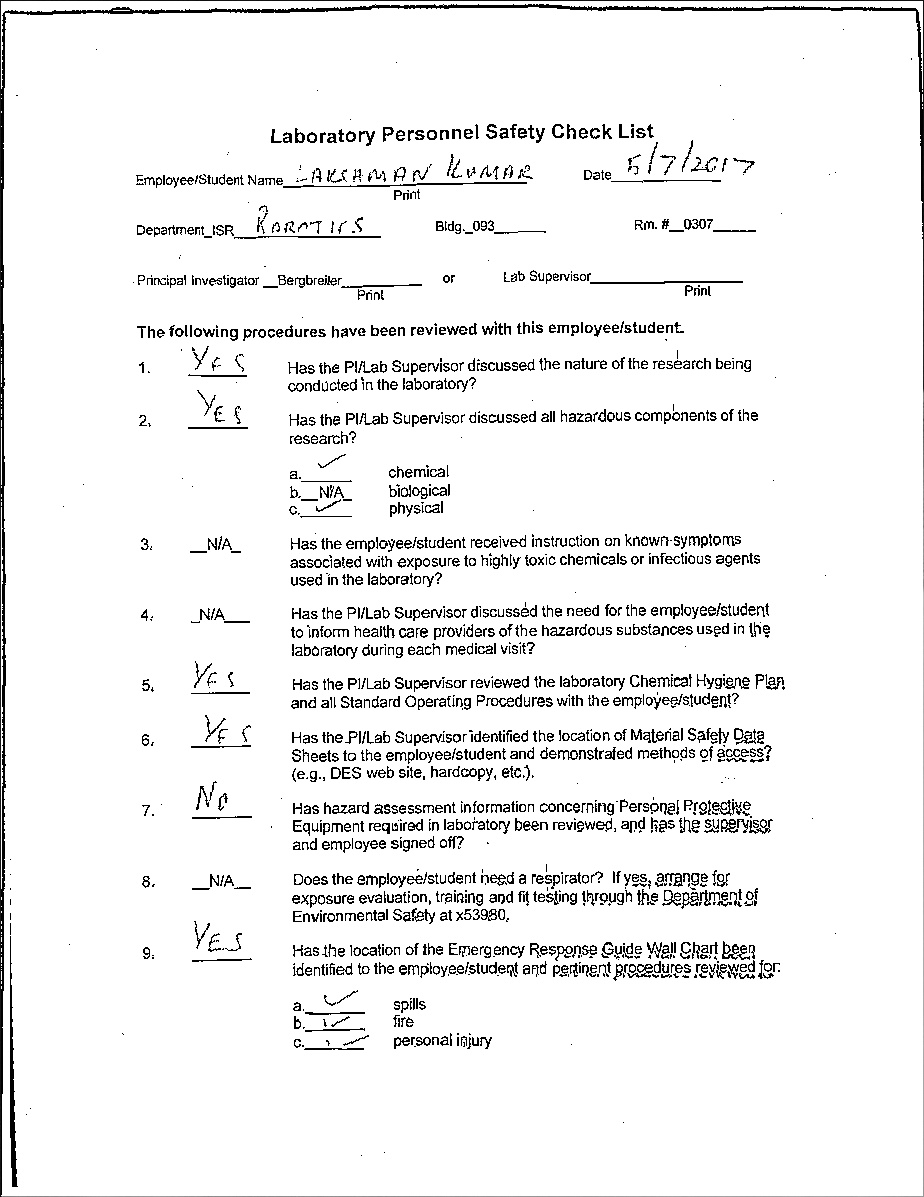 Laboratory Personnel Safety Check List
Employee/Student Name LAKSHMAN KUMAR Date 5/7/2017
Print
Department_ISR_ ROBOTICS Bldg._093______ Rm. #__0307_____
Principal Investigator __Bergbreiter__________ or Lab Supervisor____________________
Print Print
The following procedures have been reviewed with this employee/student.
1. YES Has the PI/Lab Supervisor discussed the nature of the research being
conducted in the laboratory?
2. YES Has the PI/Lab Supervisor discussed all hazardous components of the
research?
a. ✓ chemical
b.__N/A_ biological
c. ✓ physical
3. __N/A_ Has the employee/student received instruction on known symptoms
associated with exposure to highly toxic chemicals or infectious agents
used in the laboratory?
4. _N/A___ Has the PI/Lab Supervisor discussed the need for the employee/student
to inform health care providers of the hazardous substances used in the
laboratory during each medical visit?
5. YES Has the PI/Lab Supervisor reviewed the laboratory Chemical Hygiene Plan
and all Standard Operating Procedures with the employee/student?
6. YES Has the PI/Lab Supervisor identified the location of Material Safety Data
Sheets to the employee/student and demonstrated methods of access?
(e.g., DES web site, hardcopy, etc.).
7. NO Has hazard assessment information concerning Personal Protective
Equipment required in laboratory been reviewed, and has the supervisor
and employee signed off?
8. __N/A__ Does the employee/student need a respirator? If yes, arrange for
exposure evaluation, training and fit testing through the Department of
Environmental Safety at x53980.
9. YES Has the location of the Emergency Response Guide Wall Chart been
identified to the employee/student and pertinent procedures reviewed for:
a. ✓ spills
b. ✓ fire
c. ✓ personal injury